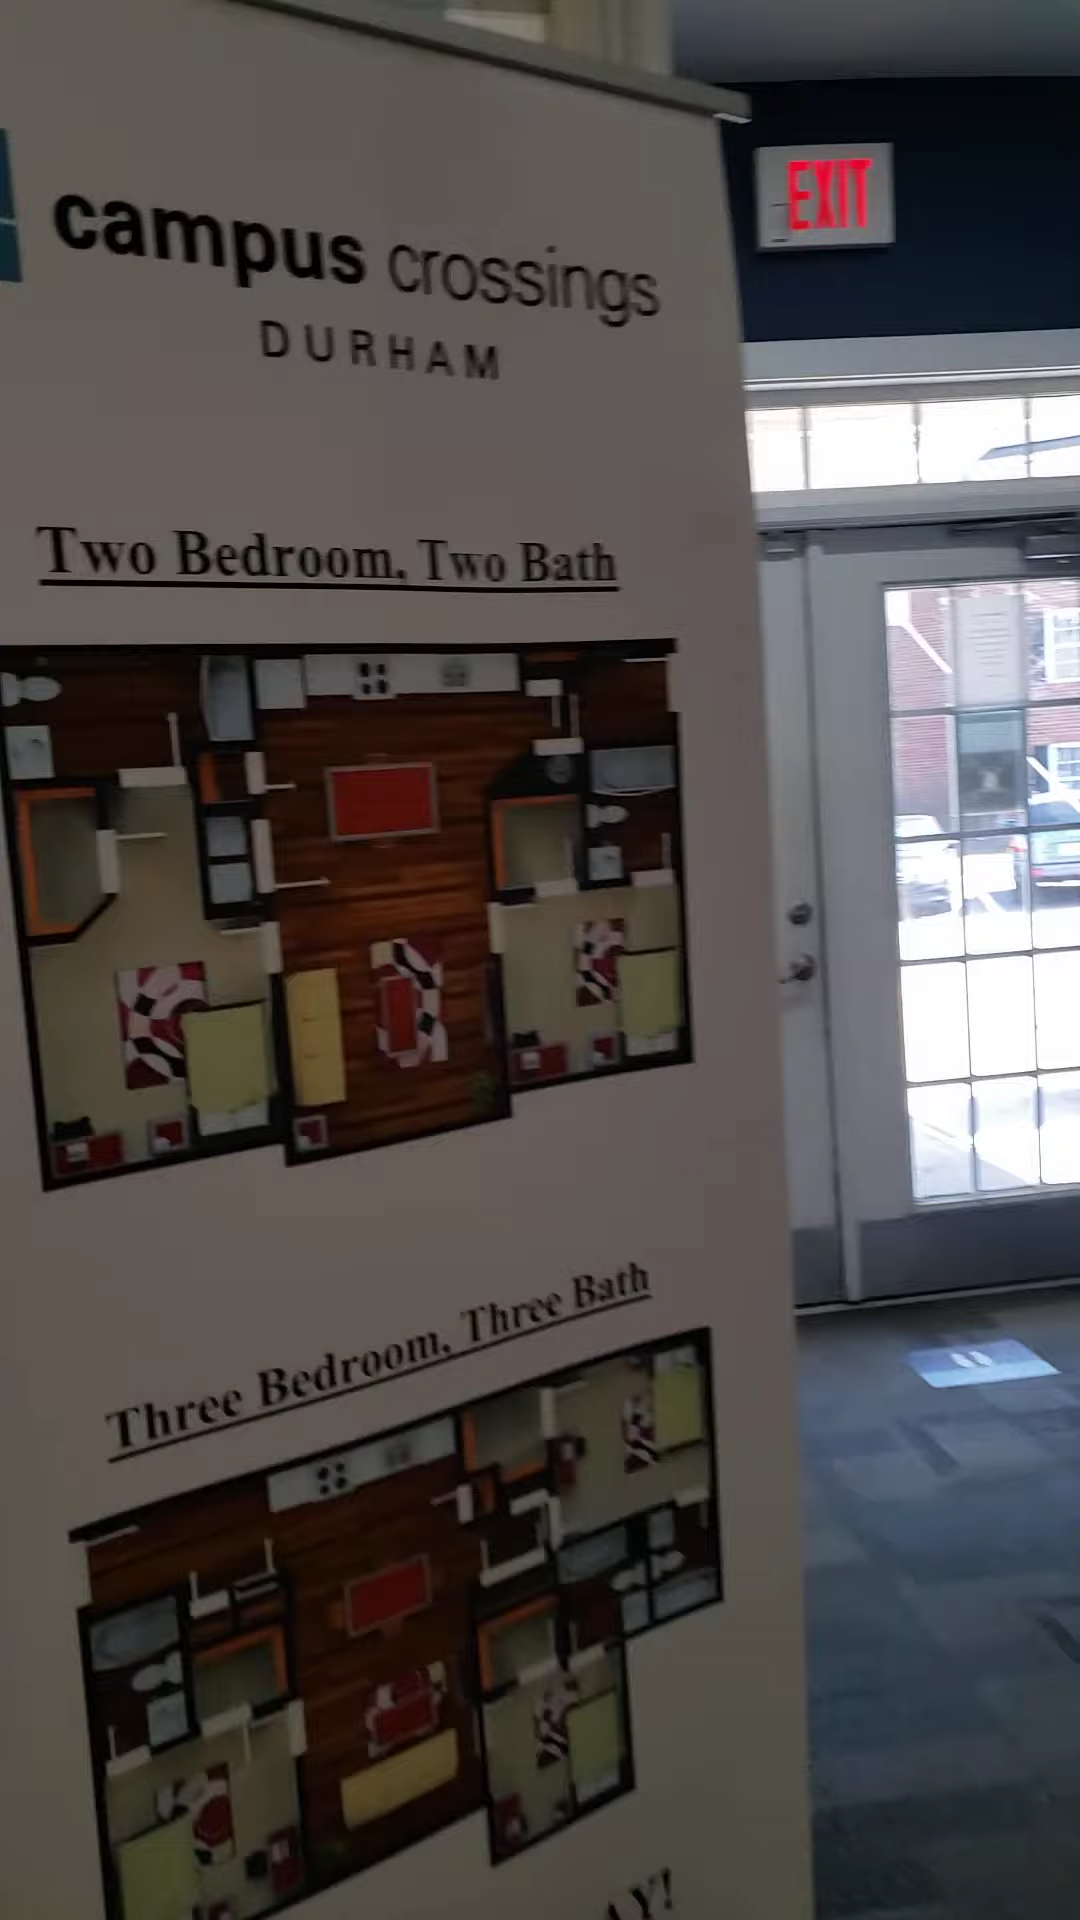 campus crossings
DURHAM
EXIT
Two Bedroom, Two Bath
Three Bedroom, Three Bath